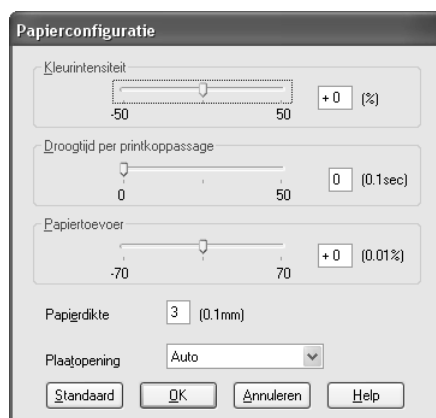 Papierconfiguratie
Kleurintensiteit
+0 (%)
-50 50
Droogtijd per printkoppassage
0 (0.1sec)
0 50
Papiertoevoer
+0 (0.01%)
-70 70
Papierdikte 3 (0.1mm)
Plaatopening Auto
Standaard OK Annuleren Help